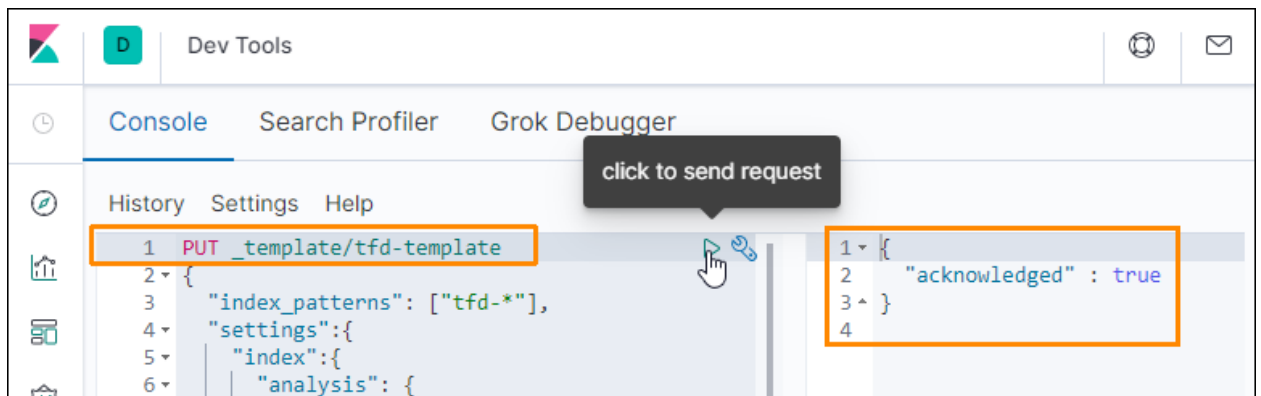 D Dev Tools
Console Search Profiler Grok Debugger
click to send request
History Settings Help
1 PUT _template/tfd-template
2 {
3 "index_patterns": ["tfd-*"],
4 "settings":{
5 "index":{
6 "analysis": {
1 {
2 "acknowledged" : true
3 }
4